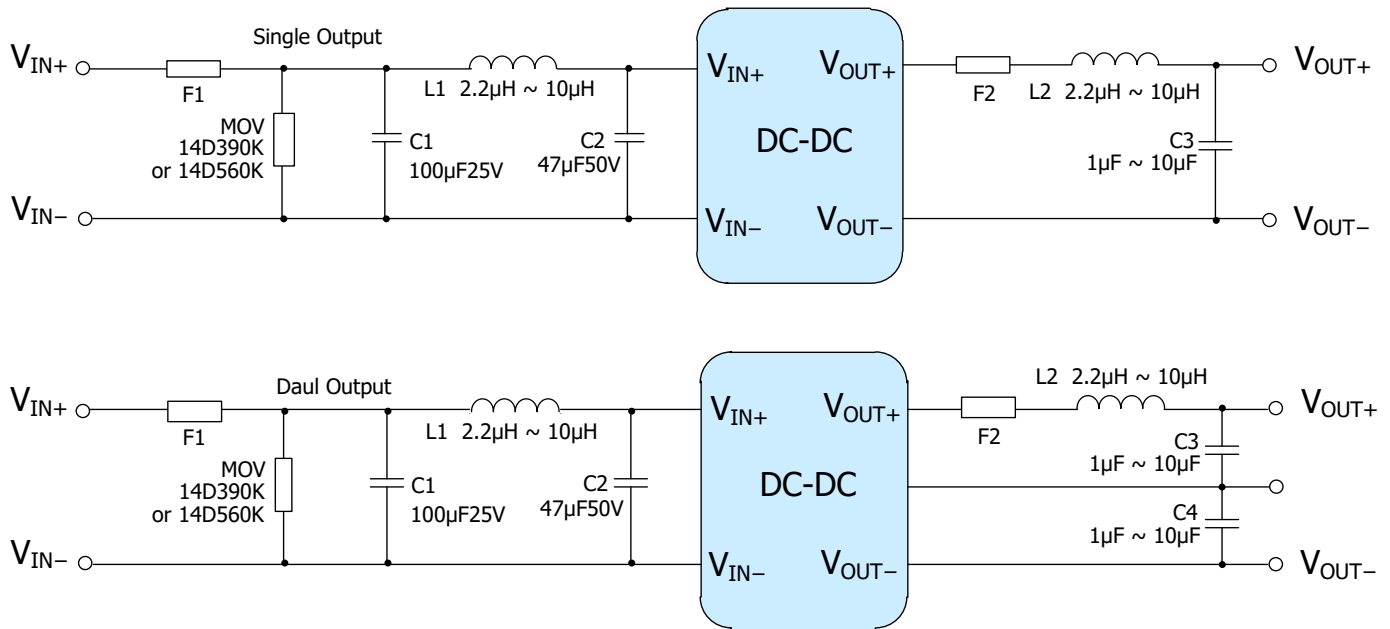 Single Output
VIN+
F1
L1 2.2µH ~ 10µH
MOV
14D390K
or 14D560K
C1
100µF25V
C2
47µF50V
VIN−
VIN+
VOUT+
DC-DC
VIN−
VOUT−
F2
L2 2.2µH ~ 10µH
C3
1µF ~ 10µF
VOUT+
VOUT−
Daul Output
VIN+
F1
L1 2.2µH ~ 10µH
MOV
14D390K
or 14D560K
C1
100µF25V
C2
47µF50V
VIN−
VIN+
VOUT+
DC-DC
VIN−
VOUT−
L2 2.2µH ~ 10µH
F2
C3
1µF ~ 10µF
C4
1µF ~ 10µF
VOUT+
VOUT−